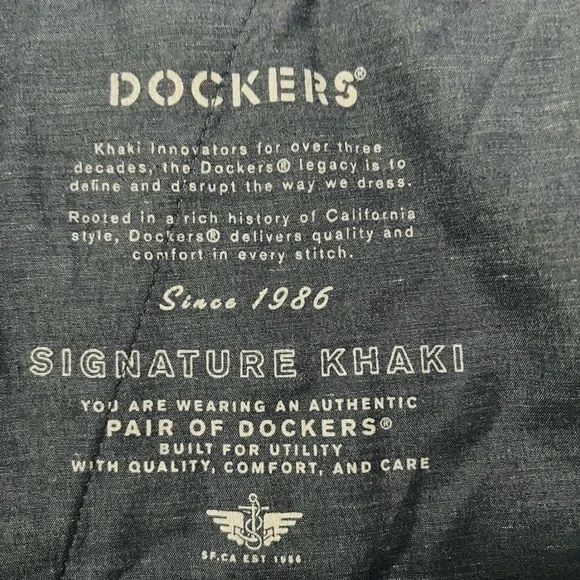 DOCKERS®
Khaki Innovators for over three
decades, the Dockers® legacy is to
define and disrupt the way we dress.
Rooted in a rich history of California
style, Dockers® delivers quality and
comfort in every stitch.
Since 1986
SIGNATURE KHAKI
YOU ARE WEARING AN AUTHENTIC
PAIR OF DOCKERS®
BUILT FOR UTILITY
WITH QUALITY, COMFORT, AND CARE
SF.CA EST 1986